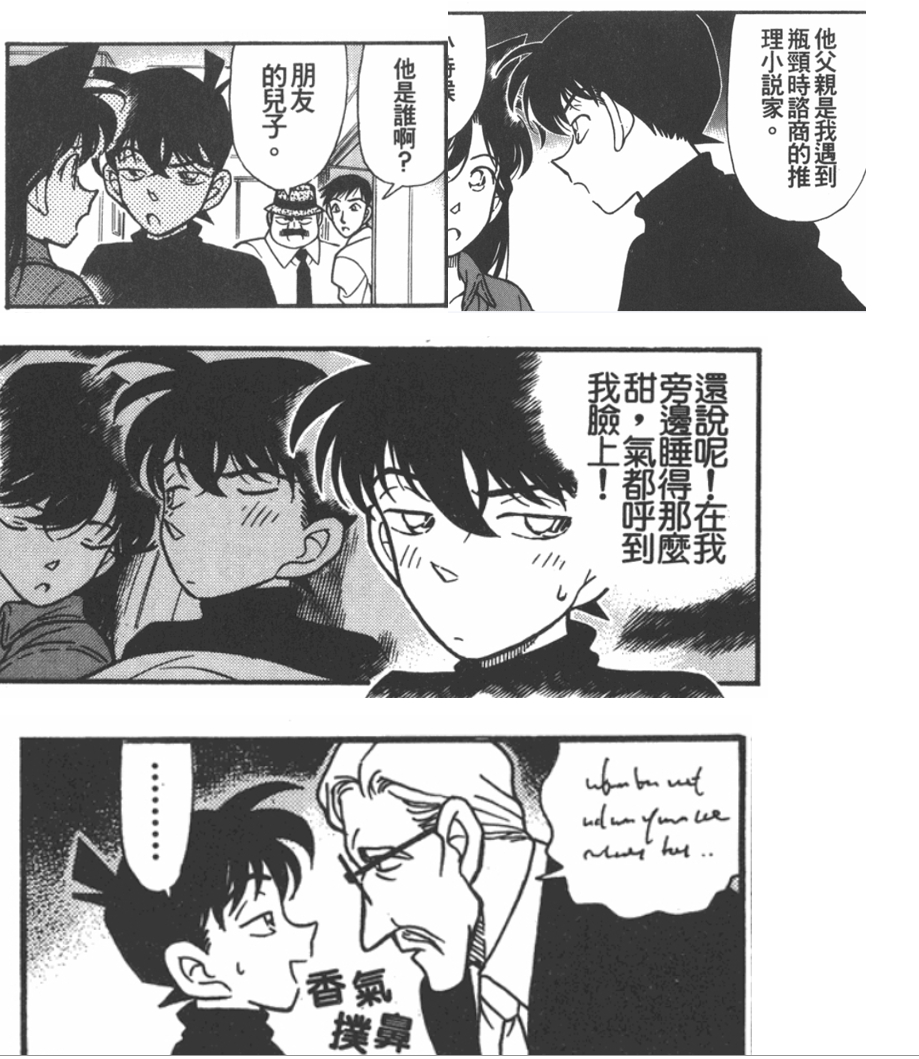 他是誰啊？
朋友
的兒子。
他父親是我遇到
瓶頸時諮商的推
理小說家。
還說呢！在我
旁邊睡得那麼
甜，氣都呼到
我臉上！
………
香氣
撲鼻